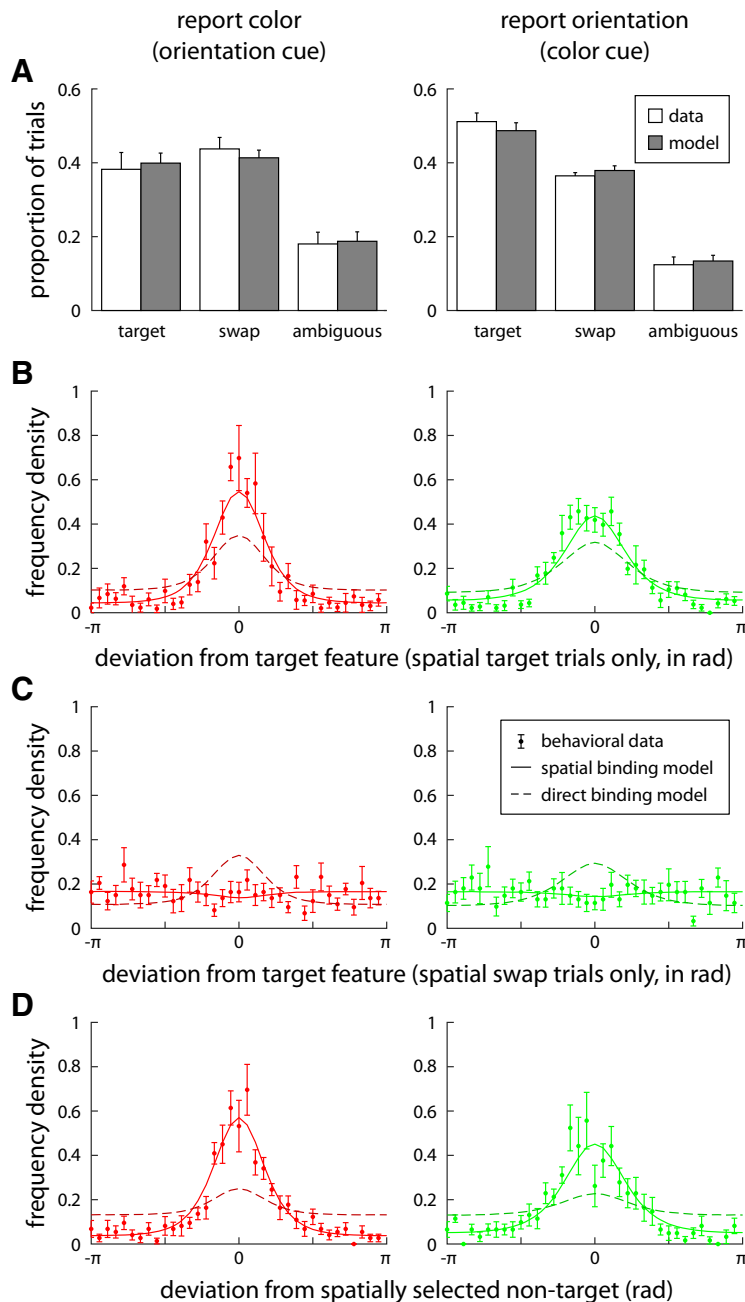 report color
(orientation cue)
report orientation
(color cue)
A
proportion of trials
0.6
0.4
0.2
0
target
swap
ambiguous
0.6
0.4
0.2
0
data
model
target
swap
ambiguous
B
frequency density
1
0.8
0.6
0.4
0.2
0
-π
0
π
1
0.8
0.6
0.4
0.2
0
-π
0
π
deviation from target feature (spatial target trials only, in rad)
C
frequency density
1
0.8
0.6
0.4
0.2
0
-π
0
π
1
0.8
0.6
0.4
0.2
0
behavioral data
spatial binding model
direct binding model
-π
0
π
deviation from target feature (spatial swap trials only, in rad)
D
frequency density
1
0.8
0.6
0.4
0.2
0
-π
0
π
1
0.8
0.6
0.4
0.2
0
-π
0
π
deviation from spatially selected non-target (rad)